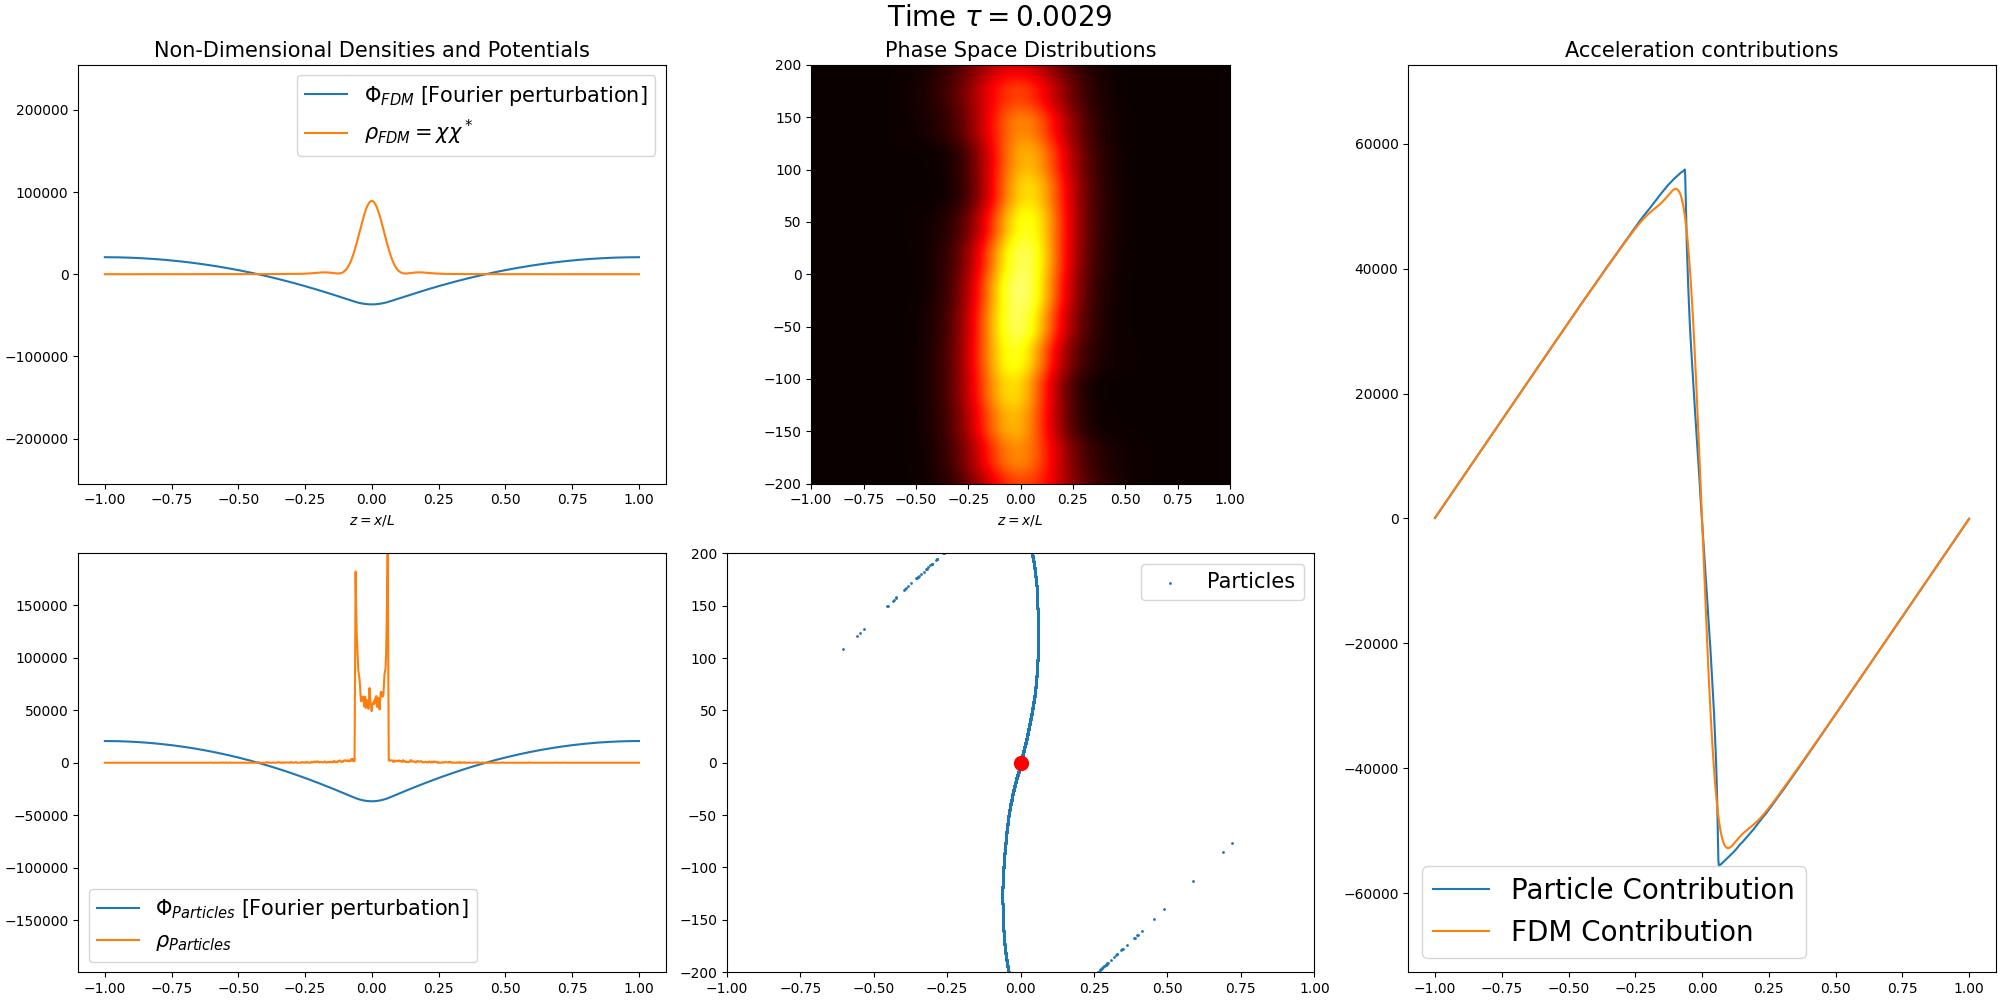 Time τ = 0.0029
Non-Dimensional Densities and Potentials
Φ_FDM [Fourier perturbation]
ρ_FDM = χχ*
200000
100000
0
−100000
−200000
−1.00 −0.75 −0.50 −0.25 0.00 0.25 0.50 0.75 1.00
z = x/L
Phase Space Distributions
200
150
100
50
0
−50
−100
−150
−200
−1.00 −0.75 −0.50 −0.25 0.00 0.25 0.50 0.75 1.00
z = x/L
Acceleration contributions
60000
40000
20000
0
−20000
−40000
−60000
Particle Contribution
FDM Contribution
−1.00 −0.75 −0.50 −0.25 0.00 0.25 0.50 0.75 1.00
150000
100000
50000
0
−50000
−100000
−150000
Φ_Particles [Fourier perturbation]
ρ_Particles
−1.00 −0.75 −0.50 −0.25 0.00 0.25 0.50 0.75 1.00
Particles
200
150
100
50
0
−50
−100
−150
−200
−1.00 −0.75 −0.50 −0.25 0.00 0.25 0.50 0.75 1.00